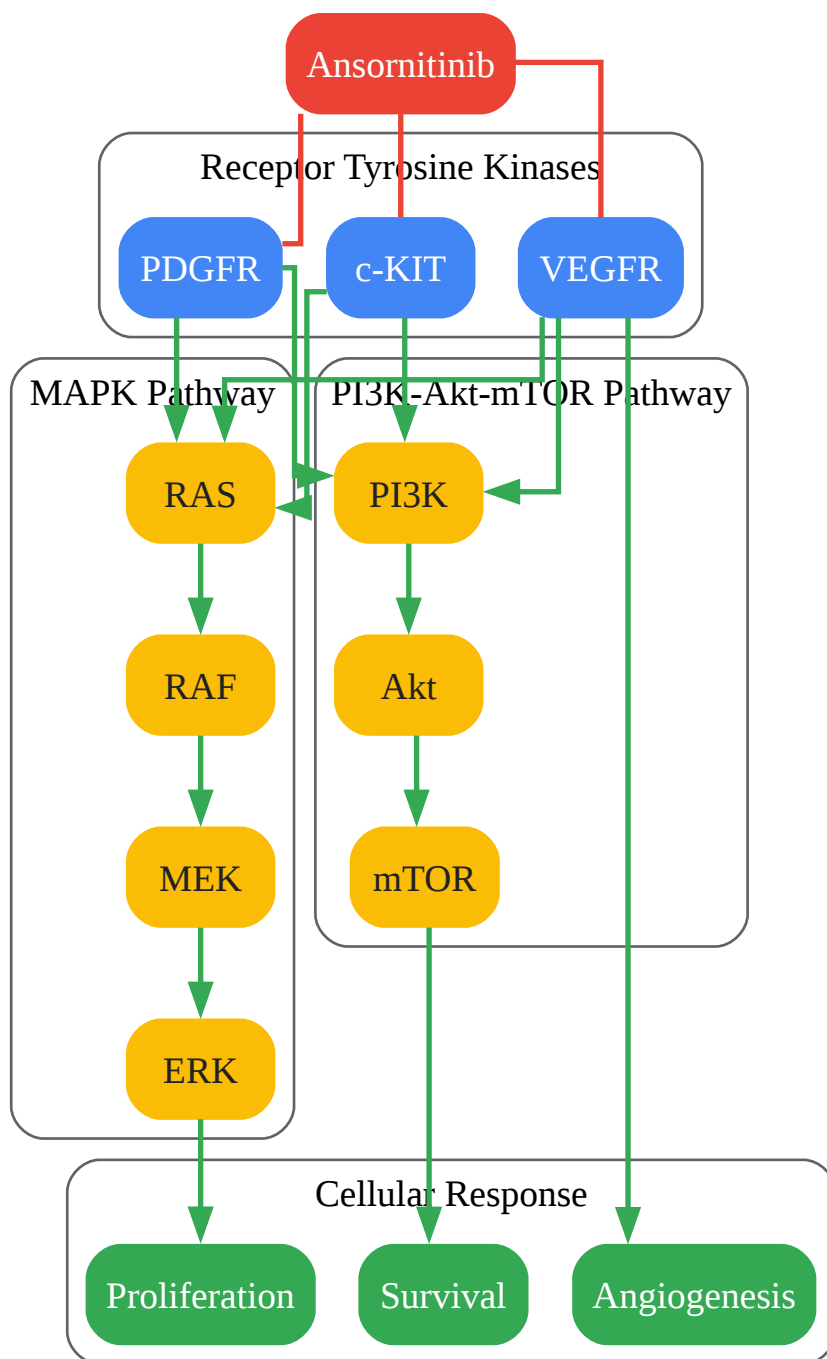 Ansornitinib
Receptor Tyrosine Kinases
PDGFR
c-KIT
VEGFR
MAPK Pathway
PI3K-Akt-mTOR Pathway
RAS
PI3K
RAF
Akt
MEK
mTOR
ERK
Cellular Response
Proliferation
Survival
Angiogenesis